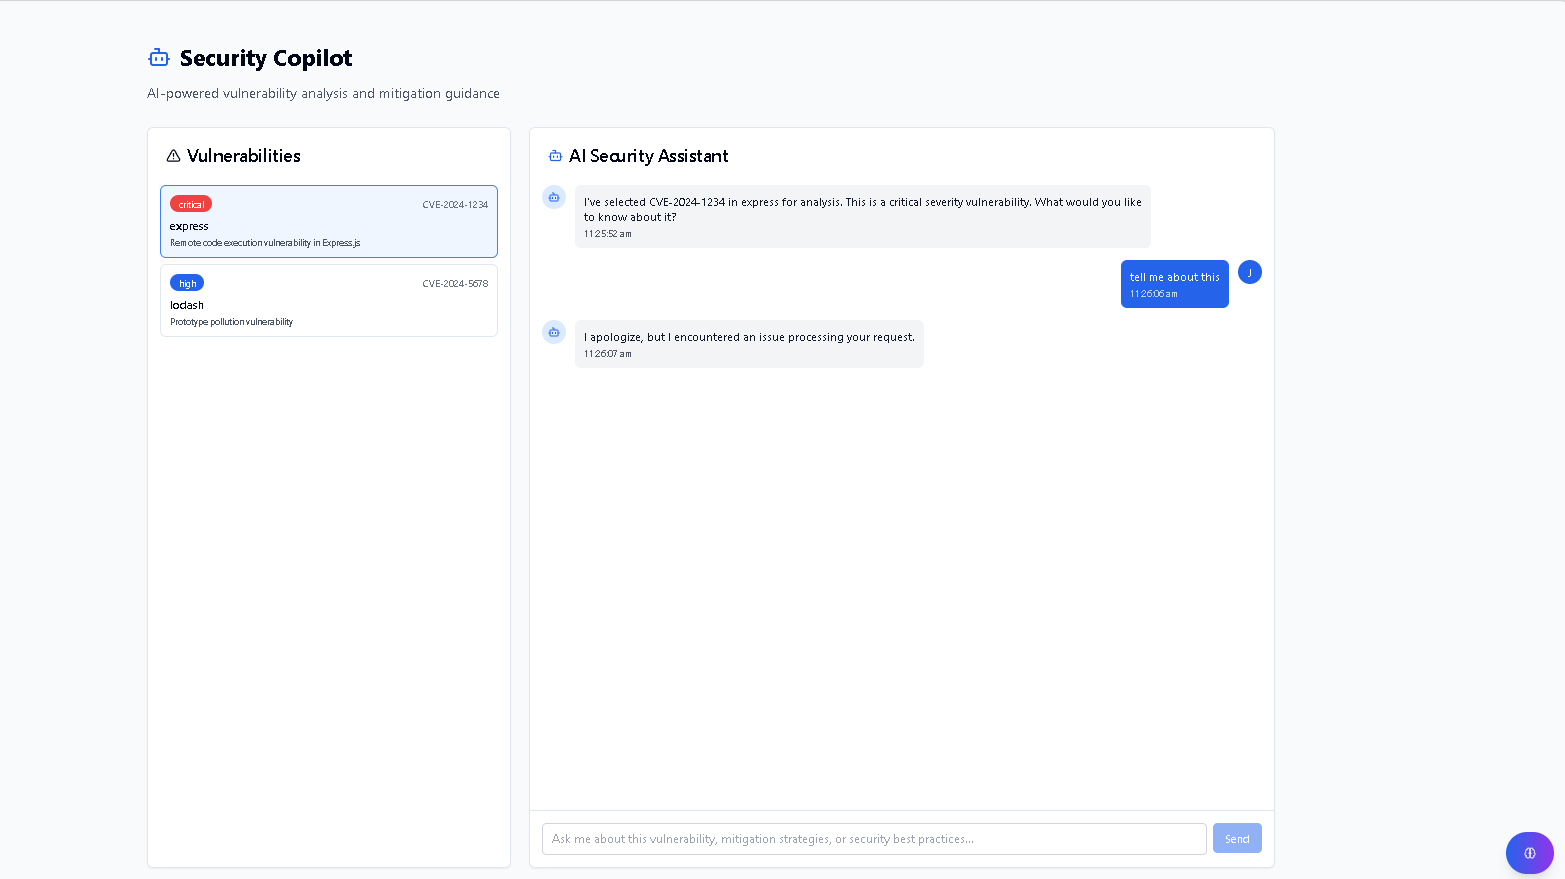 Security Copilot
AI-powered vulnerability analysis and mitigation guidance
Vulnerabilities
critical
CVE-2024-1234
express
Remote code execution vulnerability in Express.js
high
CVE-2024-5678
lodash
Prototype pollution vulnerability
AI Security Assistant
I've selected CVE-2024-1234 in express for analysis. This is a critical severity vulnerability. What would you like
to know about it?
11:25:52 am
tell me about this
11:26:06 am
J
I apologize, but I encountered an issue processing your request.
11:26:07 am
Ask me about this vulnerability, mitigation strategies, or security best practices...
Send